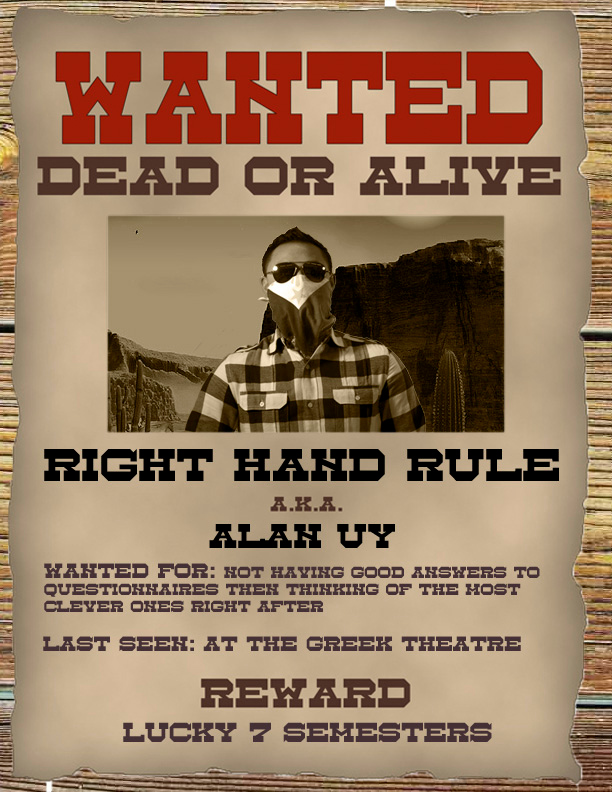 WANTED
DEAD OR ALIVE
RIGHT HAND RULE
A.K.A.
ALAN UY
WANTED FOR: NOT HAVING GOOD ANSWERS TO
QUESTIONNAIRES THEN THINKING OF THE MOST
CLEVER ONES RIGHT AFTER
LAST SEEN: AT THE GREEK THEATRE
REWARD
LUCKY 7 SEMESTERS